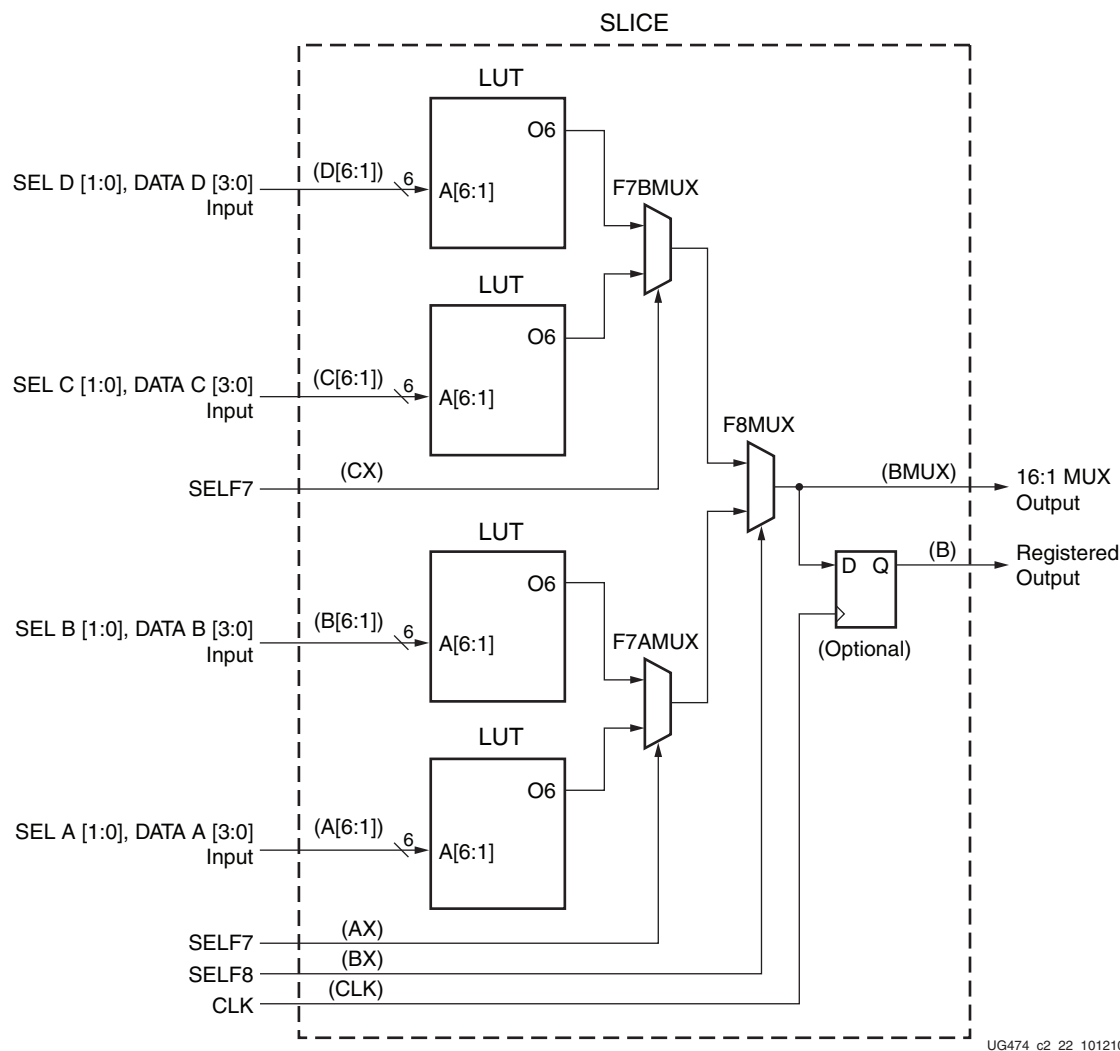 SLICE
LUT
O6
SEL D [1:0], DATA D [3:0]
Input
(D[6:1])
6
A[6:1]
F7BMUX
LUT
O6
SEL C [1:0], DATA C [3:0]
Input
(C[6:1])
6
A[6:1]
F8MUX
(CX)
SELF7
(BMUX)
16:1 MUX
Output
LUT
O6
D Q
(B)
Registered
Output
SEL B [1:0], DATA B [3:0]
Input
(B[6:1])
6
A[6:1]
F7AMUX
(Optional)
LUT
O6
SEL A [1:0], DATA A [3:0]
Input
(A[6:1])
6
A[6:1]
SELF7
(AX)
SELF8
(BX)
CLK
(CLK)
UG474_c2_22_101210